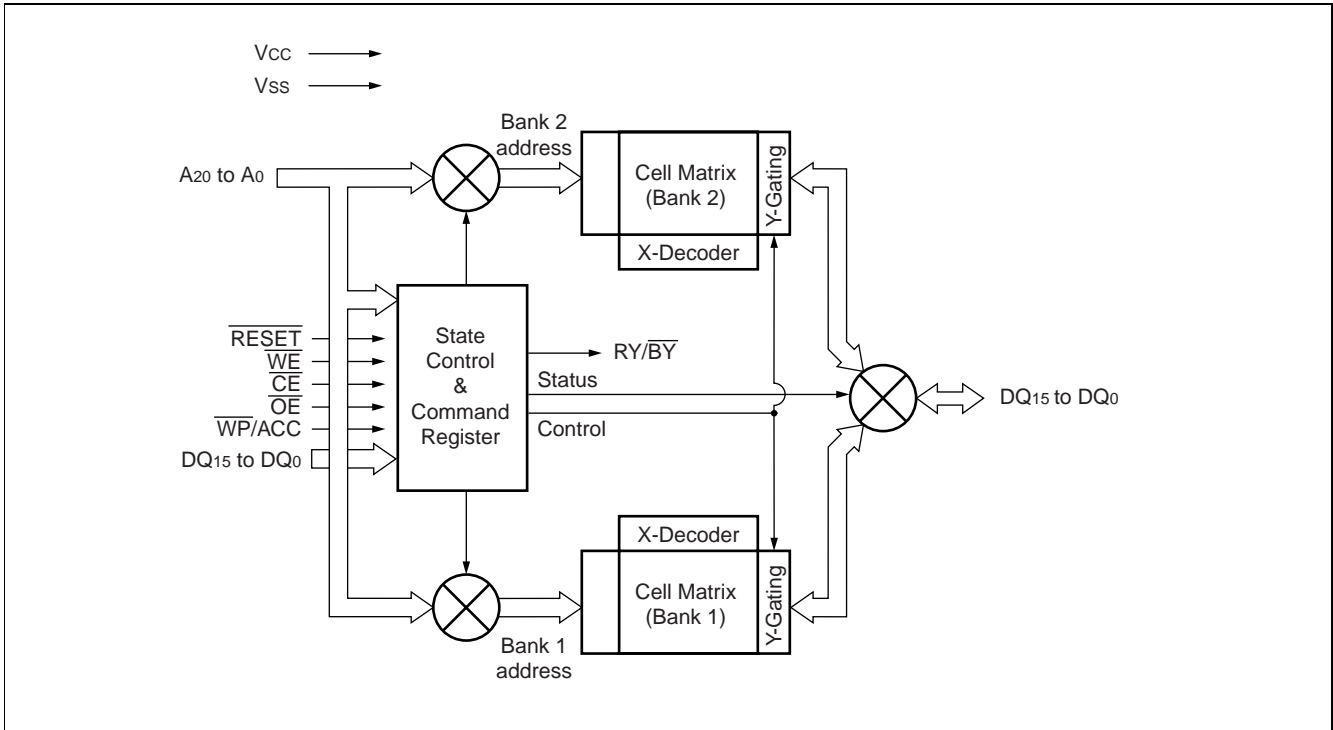 VCC
VSS
Bank 2
address
A20 to A0
Cell Matrix
(Bank 2)
Y-Gating
X-Decoder
RESET
WE
CE
OE
WP/ACC
DQ15 to DQ0
State
Control
&
Command
Register
RY/BY
Status
Control
DQ15 to DQ0
X-Decoder
Cell Matrix
(Bank 1)
Y-Gating
Bank 1
address